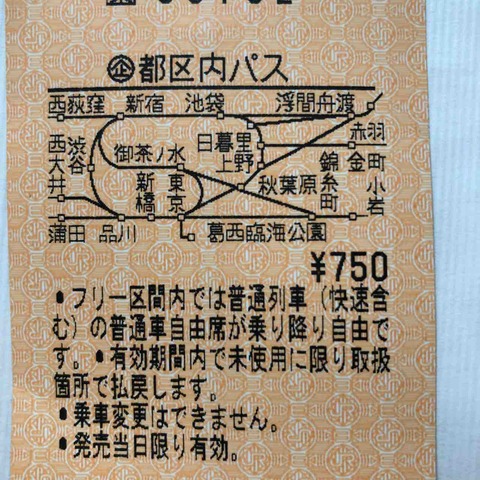 企 都区内パス
西荻窪 新宿 池袋 浮間舟渡
日暮里 赤羽
西大井 渋谷 御茶ノ水 上野 錦糸町 金町
新橋 東京 秋葉原 小岩
蒲田 品川 葛西臨海公園
¥750
•フリー区間内では普通列車（快速含
む）の普通車自由席が乗り降り自由で
す。•有効期間内で未使用に限り取扱
箇所で払戻します。
•乗車変更はできません。
•発売当日限り有効。